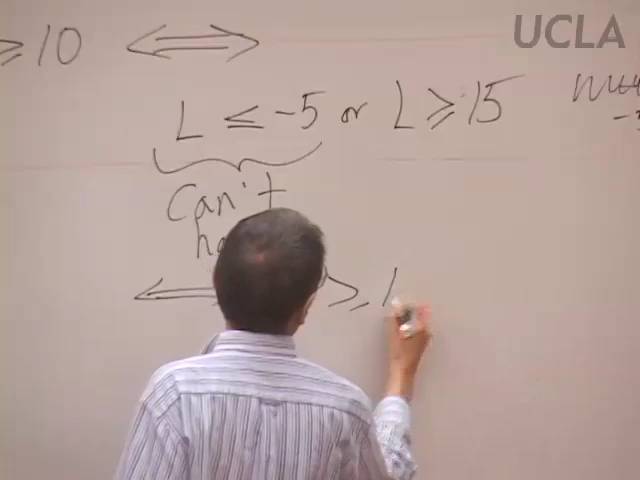 UCLA
≥10 ⟺
L ≤ -5 or L ≥ 15
Can't
≥ 1